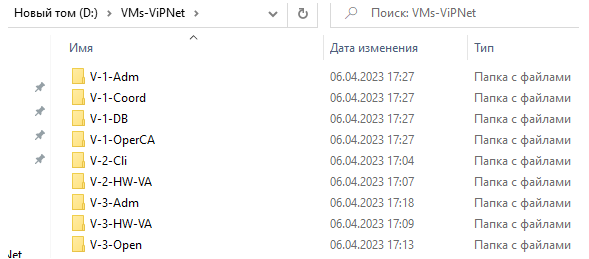 Новый том (D:) > VMs-ViPNet > Поиск: VMs-ViPNet
Имя Дата изменения Тип
V-1-Adm 06.04.2023 17:27 Папка с файлами
V-1-Coord 06.04.2023 17:27 Папка с файлами
V-1-DB 06.04.2023 17:27 Папка с файлами
V-1-OperCA 06.04.2023 17:27 Папка с файлами
V-2-Cli 06.04.2023 17:04 Папка с файлами
V-2-HW-VA 06.04.2023 17:07 Папка с файлами
V-3-Adm 06.04.2023 17:18 Папка с файлами
V-3-HW-VA 06.04.2023 17:09 Папка с файлами
V-3-Open 06.04.2023 17:13 Папка с файлами